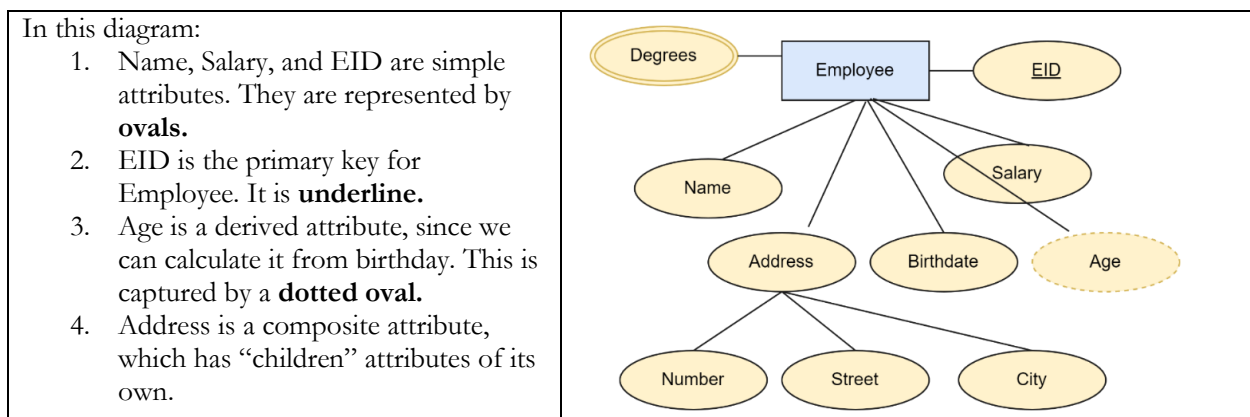 In this diagram:
1. Name, Salary, and EID are simple
attributes. They are represented by
ovals.
2. EID is the primary key for
Employee. It is underline.
3. Age is a derived attribute, since we
can calculate it from birthday. This is
captured by a dotted oval.
4. Address is a composite attribute,
which has “children” attributes of its
own.
Degrees
Employee
EID
Name
Salary
Address
Birthdate
Age
Number
Street
City